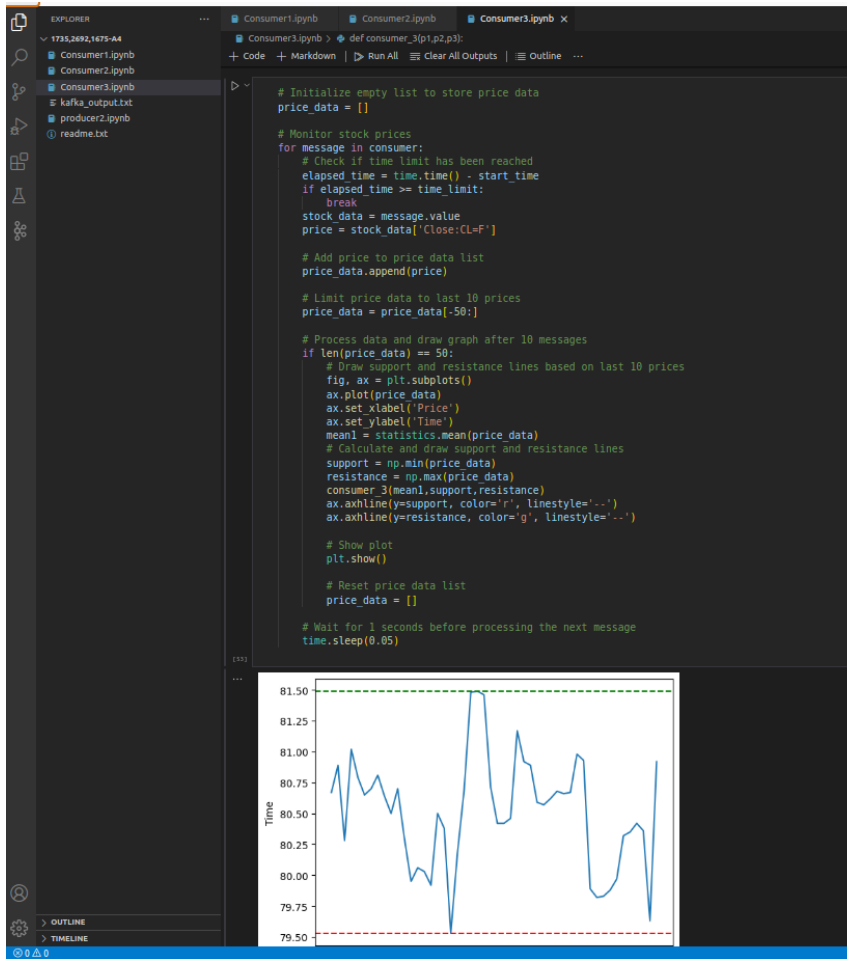 EXPLORER
...
Consumer1.ipynb
Consumer2.ipynb
Consumer3.ipynb
1735,2692,1675-A4
Consumer1.ipynb
Consumer2.ipynb
Consumer3.ipynb
kafka_output.txt
producer2.ipynb
readme.txt
OUTLINE
TIMELINE
0 0
Consumer3.ipynb > def consumer_3(p1,p2,p3):
+ Code + Markdown Run All Clear All Outputs Outline ...
# Initialize empty list to store price data
price_data = []
# Monitor stock prices
for message in consumer:
# Check if time limit has been reached
elapsed_time = time.time() - start_time
if elapsed_time >= time_limit:
break
stock_data = message.value
price = stock_data['Close:CL=F']
# Add price to price data list
price_data.append(price)
# Limit price data to last 10 prices
price_data = price_data[-50:]
# Process data and draw graph after 10 messages
if len(price_data) == 50:
# Draw support and resistance lines based on last 10 prices
fig, ax = plt.subplots()
ax.plot(price_data)
ax.set_xlabel('Price')
ax.set_ylabel('Time')
mean1 = statistics.mean(price_data)
# Calculate and draw support and resistance lines
support = np.min(price_data)
resistance = np.max(price_data)
consumer_3(mean1,support,resistance)
ax.axhline(y=support, color='r', linestyle='--')
ax.axhline(y=resistance, color='g', linestyle='--')
# Show plot
plt.show()
# Reset price data list
price_data = []
# Wait for 1 seconds before processing the next message
time.sleep(0.05)
...
81.50
81.25
81.00
80.75
80.50
80.25
80.00
79.75
79.50
Time